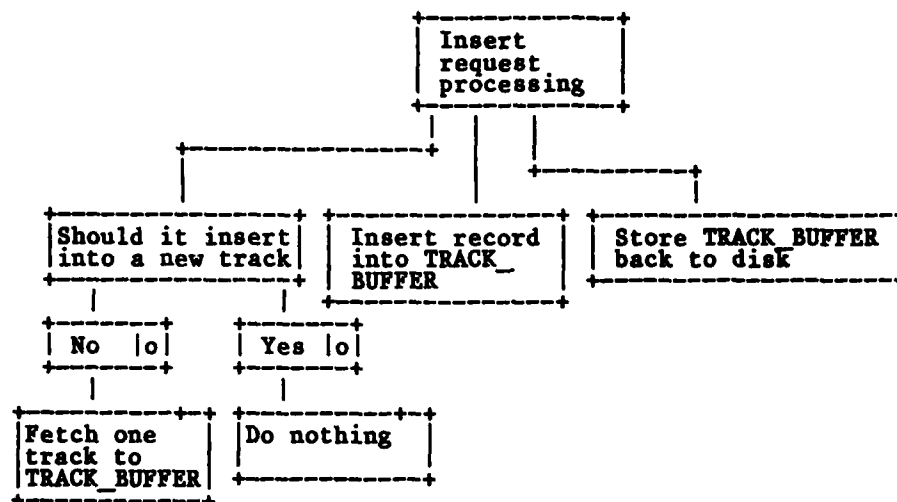 Insert
request
processing
Should it insert
into a new track
Insert record
into TRACK_
BUFFER
Store TRACK_BUFFER
back to disk
No |o|
Yes |o|
Fetch one
track to
TRACK_BUFFER
Do nothing